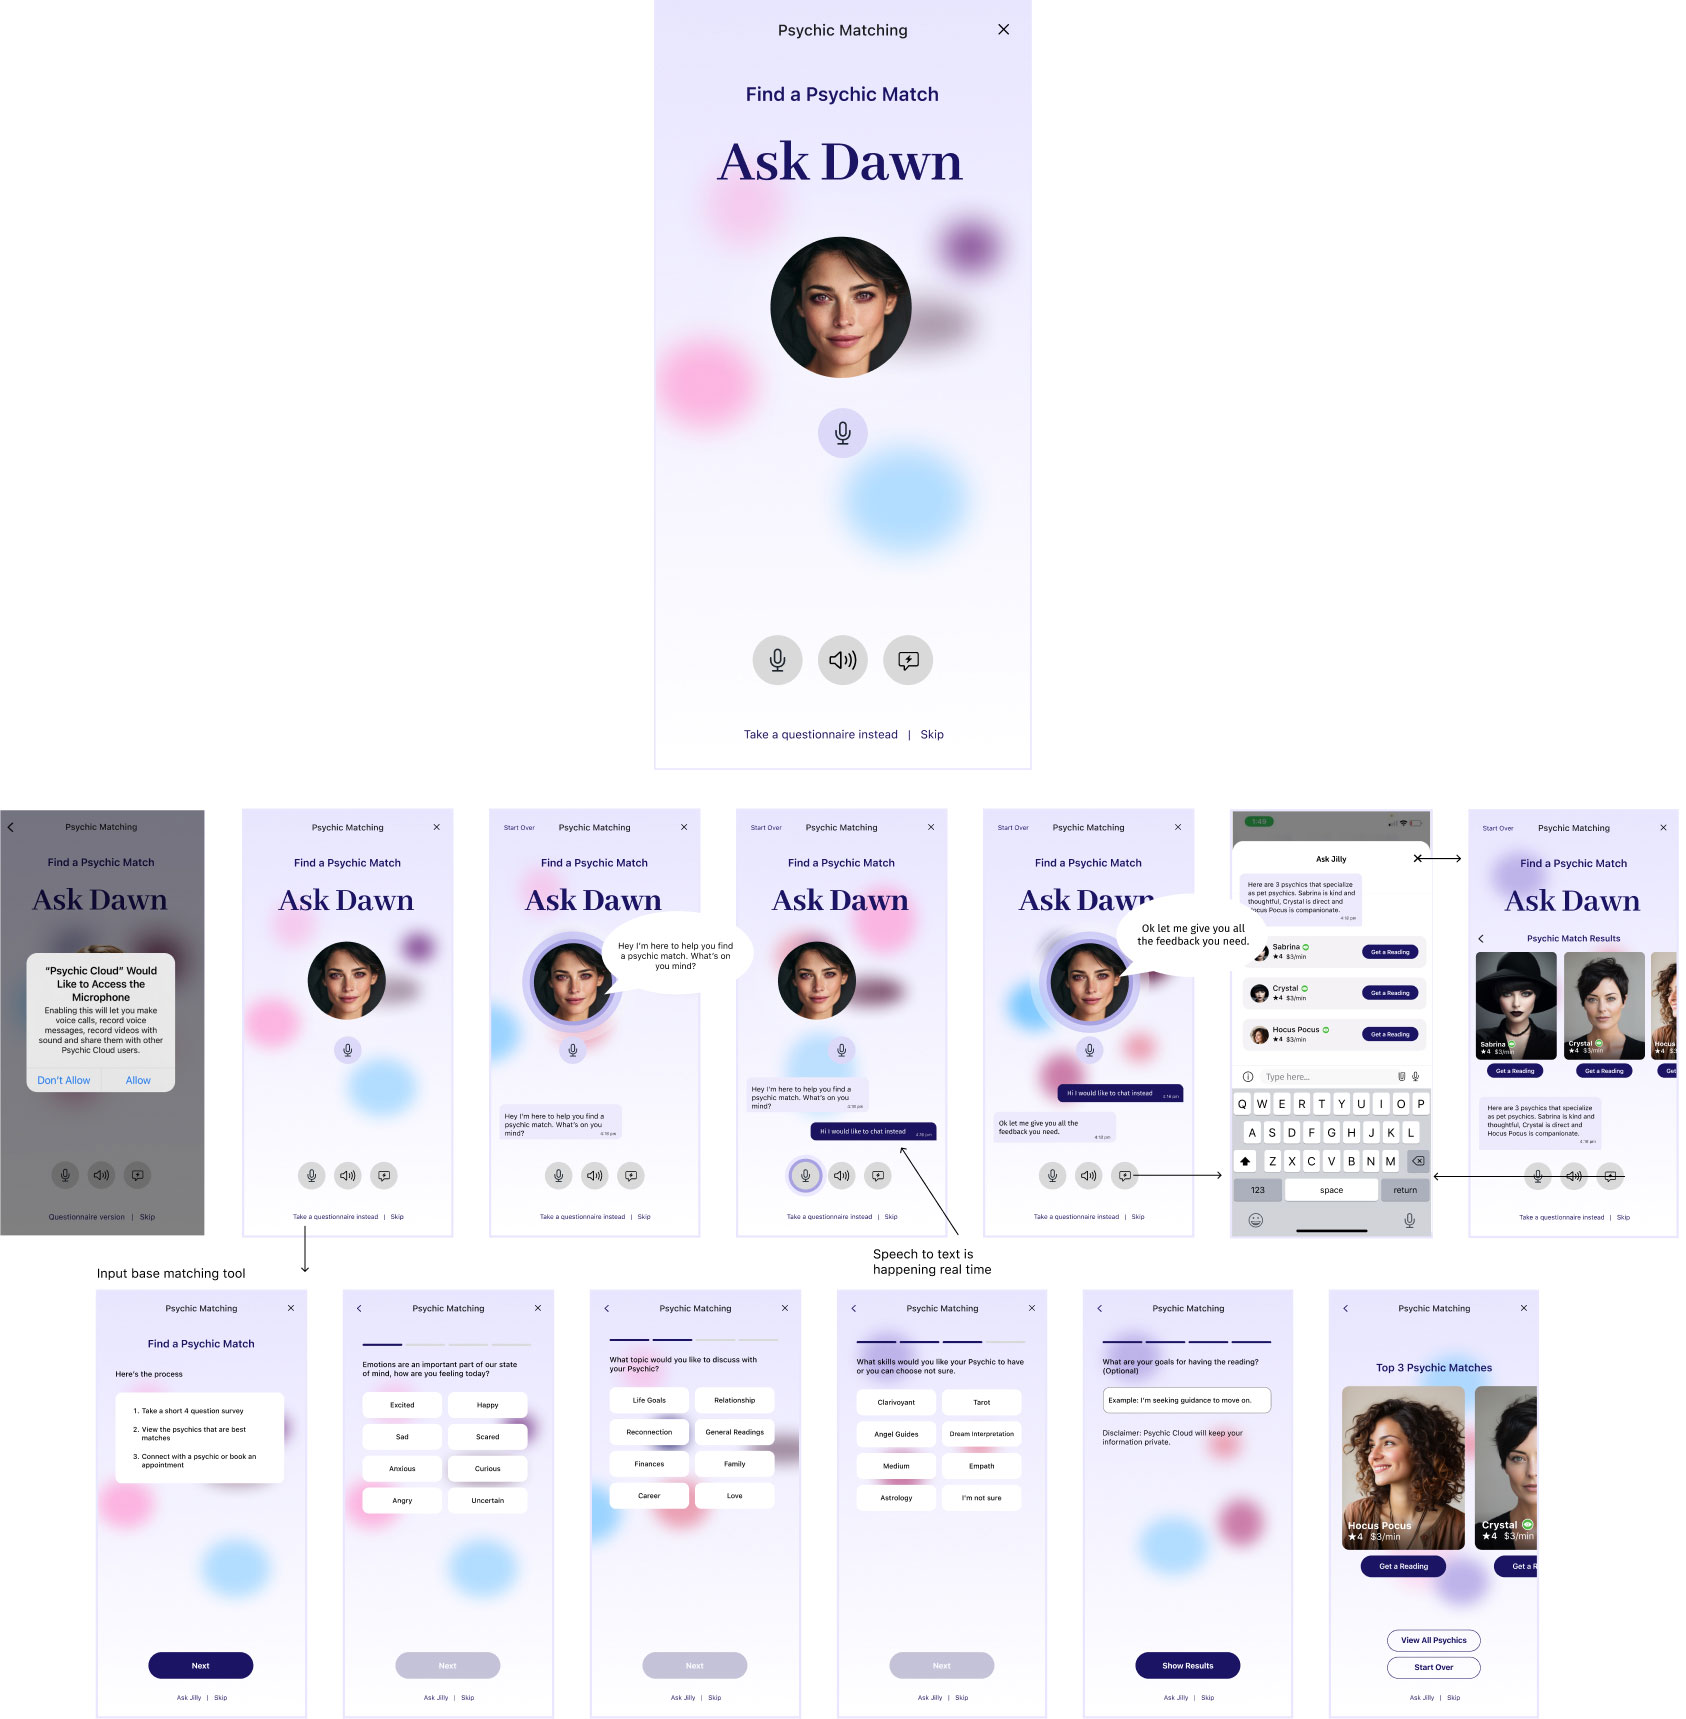 Psychic Matching
Find a Psychic Match
Ask Dawn
Take a questionnaire instead | Skip
Psychic Matching
Find a Psychic Match
Ask Dawn
“Psychic Cloud” Would
Like to Access the
Microphone
Enabling this will let you make
voice calls, record voice
messages, record videos with
sound and share them with other
Psychic Cloud users.
Don't Allow
Allow
Questionnaire version | Skip
Psychic Matching
Find a Psychic Match
Ask Dawn
Take a questionnaire instead | Skip
Start Over
Psychic Matching
Find a Psychic Match
Ask Dawn
Hey I'm here to help you find
a psychic match. What's on
you mind?
Hey I'm here to help you find a
psychic match. What's on you
mind?
4:16 pm
Take a questionnaire instead | Skip
Start Over
Psychic Matching
Find a Psychic Match
Ask Dawn
Hey I'm here to help you find a
psychic match. What's on you
mind?
4:16 pm
Hi I would like to chat instead
4:16 pm
Take a questionnaire instead | Skip
Speech to text is
happening real time
Start Over
Psychic Matching
Find a Psychic Match
Ask Dawn
Ok let me give you all
the feedback you need.
Hi I would like to chat instead
4:16 pm
Ok let me give you all the
feedback you need.
4:16 pm
Take a questionnaire instead | Skip
1:49
Ask Jilly
Here are 3 psychics that specialize
as pet psychics. Sabrina is kind and
thoughtful, Crystal is direct and
Hocus Pocus is companionate.
4:16 pm
Sabrina
★4 $3/min
Get a Reading
Crystal
★4 $3/min
Get a Reading
Hocus Pocus
★4 $3/min
Get a Reading
Type here...
Q W E R T Y U I O P
A S D F G H J K L
Z X C V B N M
123
space
return
Start Over
Psychic Matching
Find a Psychic Match
Ask Dawn
Psychic Match Results
Sabrina
★4 $3/min
Get a Reading
Crystal
★4 $3/min
Get a Reading
Hocus
★4
Get
Here are 3 psychics that specialize
as pet psychics. Sabrina is kind and
thoughtful, Crystal is direct and
Hocus Pocus is companionate.
4:16 pm
Take a questionnaire instead | Skip
Input base matching tool
Psychic Matching
Find a Psychic Match
Here's the process
1. Take a short 4 question survey
2. View the psychics that are best
matches
3. Connect with a psychic or book an
appointment
Next
Ask Jilly | Skip
Psychic Matching
Emotions are an important part of our state
of mind, how are you feeling today?
Excited
Happy
Sad
Scared
Anxious
Curious
Angry
Uncertain
Next
Ask Jilly | Skip
Psychic Matching
What topic would you like to discuss with
your Psychic?
Life Goals
Relationship
Reconnection
General Readings
Finances
Family
Career
Love
Next
Ask Jilly | Skip
Psychic Matching
What skills would you like your Psychic to have
or you can choose not sure.
Clarivoyant
Tarot
Angel Guides
Dream Interpretation
Medium
Empath
Astrology
I'm not sure
Next
Ask Jilly | Skip
Psychic Matching
What are your goals for having the reading?
(Optional)
Example: I'm seeking guidance to move on.
Disclaimer: Psychic Cloud will keep your
information private.
Show Results
Ask Jilly | Skip
Psychic Matching
Top 3 Psychic Matches
Hocus Pocus
★4 $3/min
Get a Reading
Crystal
★4 $3/min
Get a R
View All Psychics
Start Over
Ask Jilly | Skip